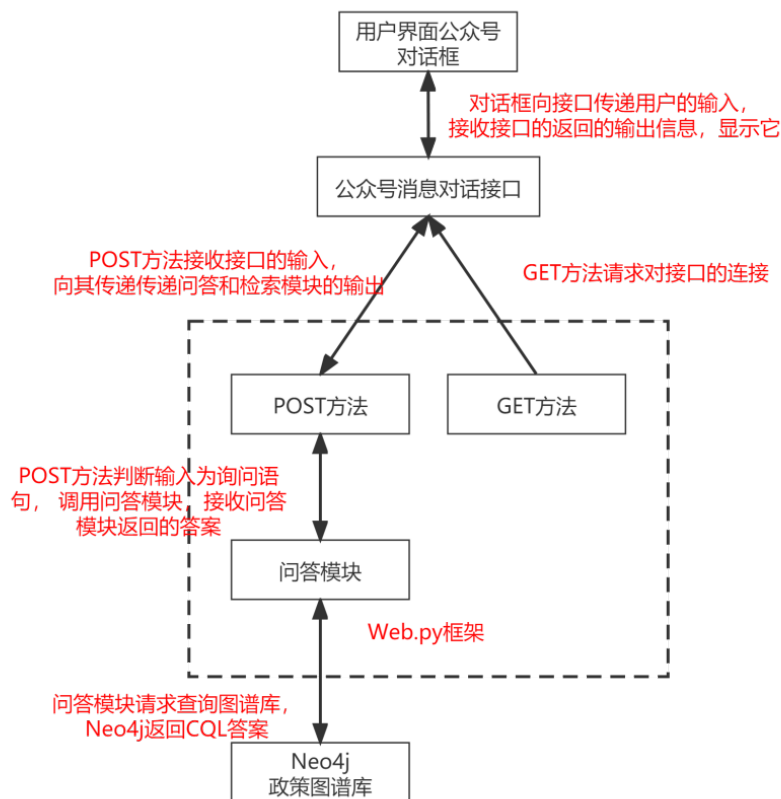 用户界面公众号
对话框
对话框向接口传递用户的输入，
接收接口的返回的输出信息，显示它
公众号消息对话接口
POST方法接收接口的输入，
向其传递传递问答和检索模块的输出
GET方法请求对接口的连接
POST方法
GET方法
POST方法判断输入为询问语
句， 调用问答模块，接收问答
模块返回的答案
问答模块
Web.py框架
问答模块请求查询图谱库，
Neo4j返回CQL答案
Neo4j
政策图谱库